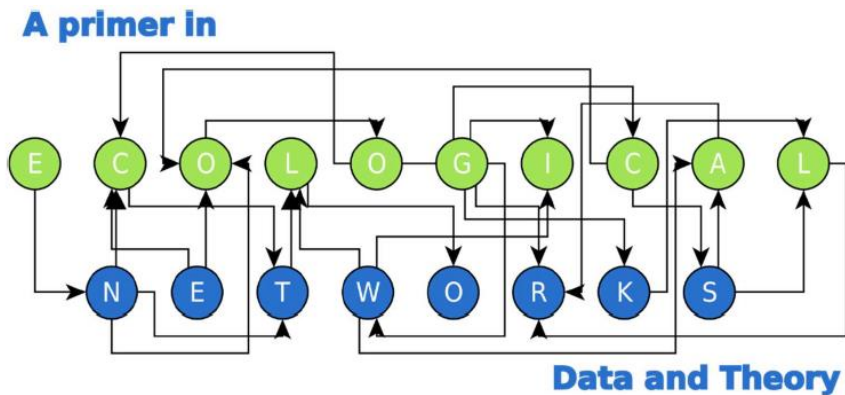 A primer in
E C O L O G I C A L
N E T W O R K S
Data and Theory